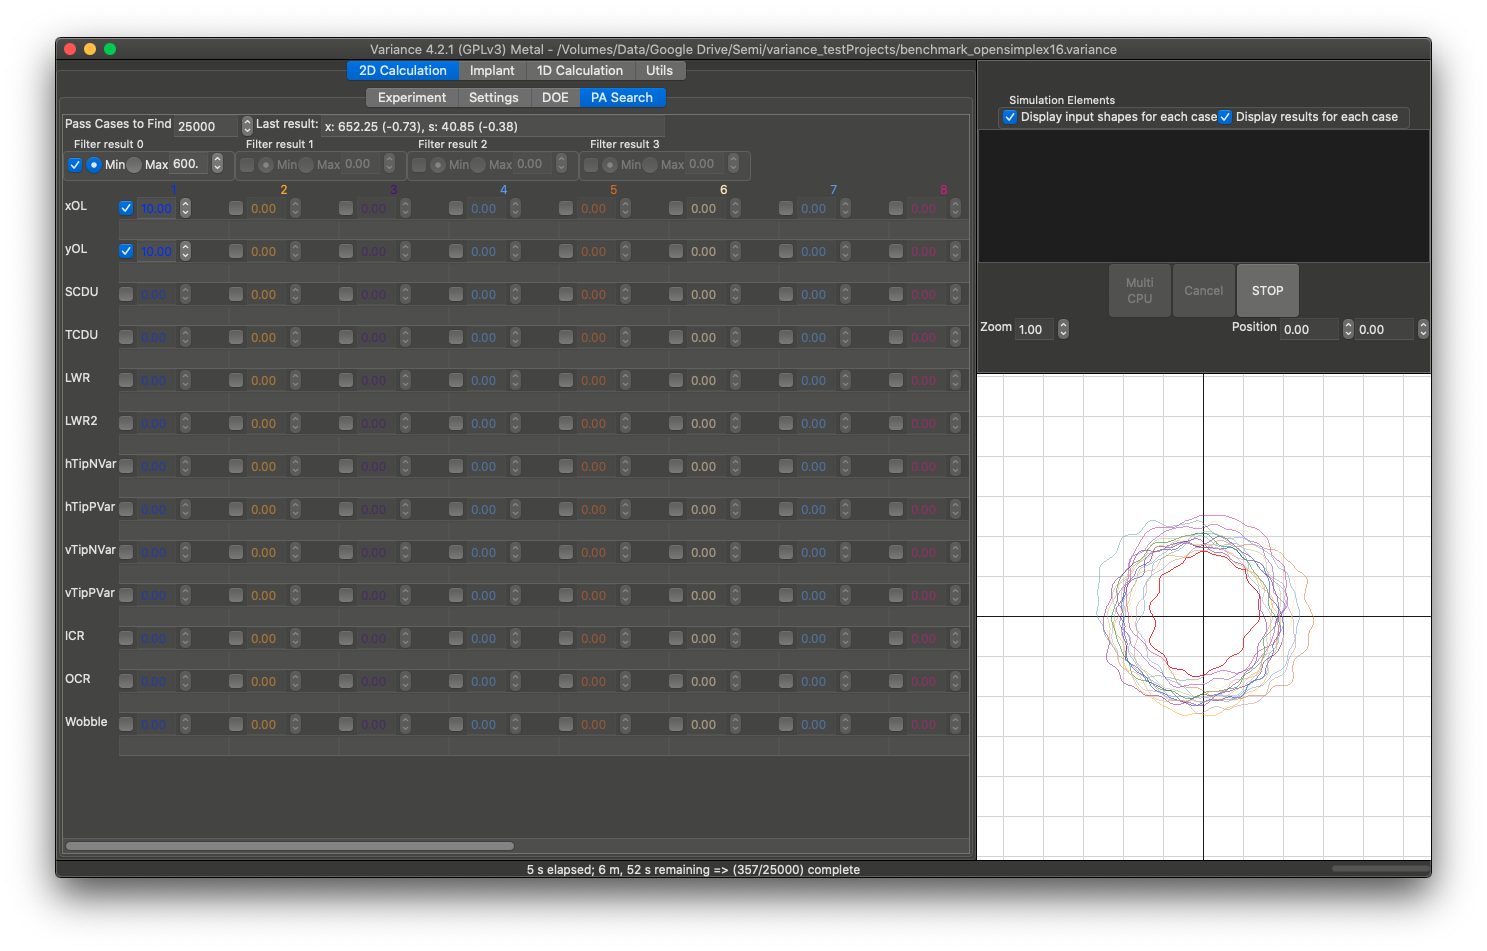 Variance 4.2.1 (GPLv3) Metal - /Volumes/Data/Google Drive/Semi/variance_testProjects/benchmark_opensimplex16.variance
2D Calculation Implant 1D Calculation Utils
Experiment Settings DOE PA Search
Pass Cases to Find 25000 Last result: x: 652.25 (-0.73), s: 40.85 (-0.38)
Filter result 0 Filter result 1 Filter result 2 Filter result 3
Min Max 600. Min Max 0.00 Min Max 0.00 Min Max 0.00
1 2 3 4 5 6 7 8
xOL 10.00 0.00 0.00 0.00 0.00 0.00 0.00 0.00
yOL 10.00 0.00 0.00 0.00 0.00 0.00 0.00 0.00
SCDU 0.00 0.00 0.00 0.00 0.00 0.00 0.00 0.00
TCDU 0.00 0.00 0.00 0.00 0.00 0.00 0.00 0.00
LWR 0.00 0.00 0.00 0.00 0.00 0.00 0.00 0.00
LWR2 0.00 0.00 0.00 0.00 0.00 0.00 0.00 0.00
hTipNVar 0.00 0.00 0.00 0.00 0.00 0.00 0.00 0.00
hTipPVar 0.00 0.00 0.00 0.00 0.00 0.00 0.00 0.00
vTipNVar 0.00 0.00 0.00 0.00 0.00 0.00 0.00 0.00
vTipPVar 0.00 0.00 0.00 0.00 0.00 0.00 0.00 0.00
ICR 0.00 0.00 0.00 0.00 0.00 0.00 0.00 0.00
OCR 0.00 0.00 0.00 0.00 0.00 0.00 0.00 0.00
Wobble 0.00 0.00 0.00 0.00 0.00 0.00 0.00 0.00
Simulation Elements
Display input shapes for each case Display results for each case
Multi
CPU
Cancel
STOP
Zoom 1.00 Position 0.00 0.00
5 s elapsed; 6 m, 52 s remaining => (357/25000) complete